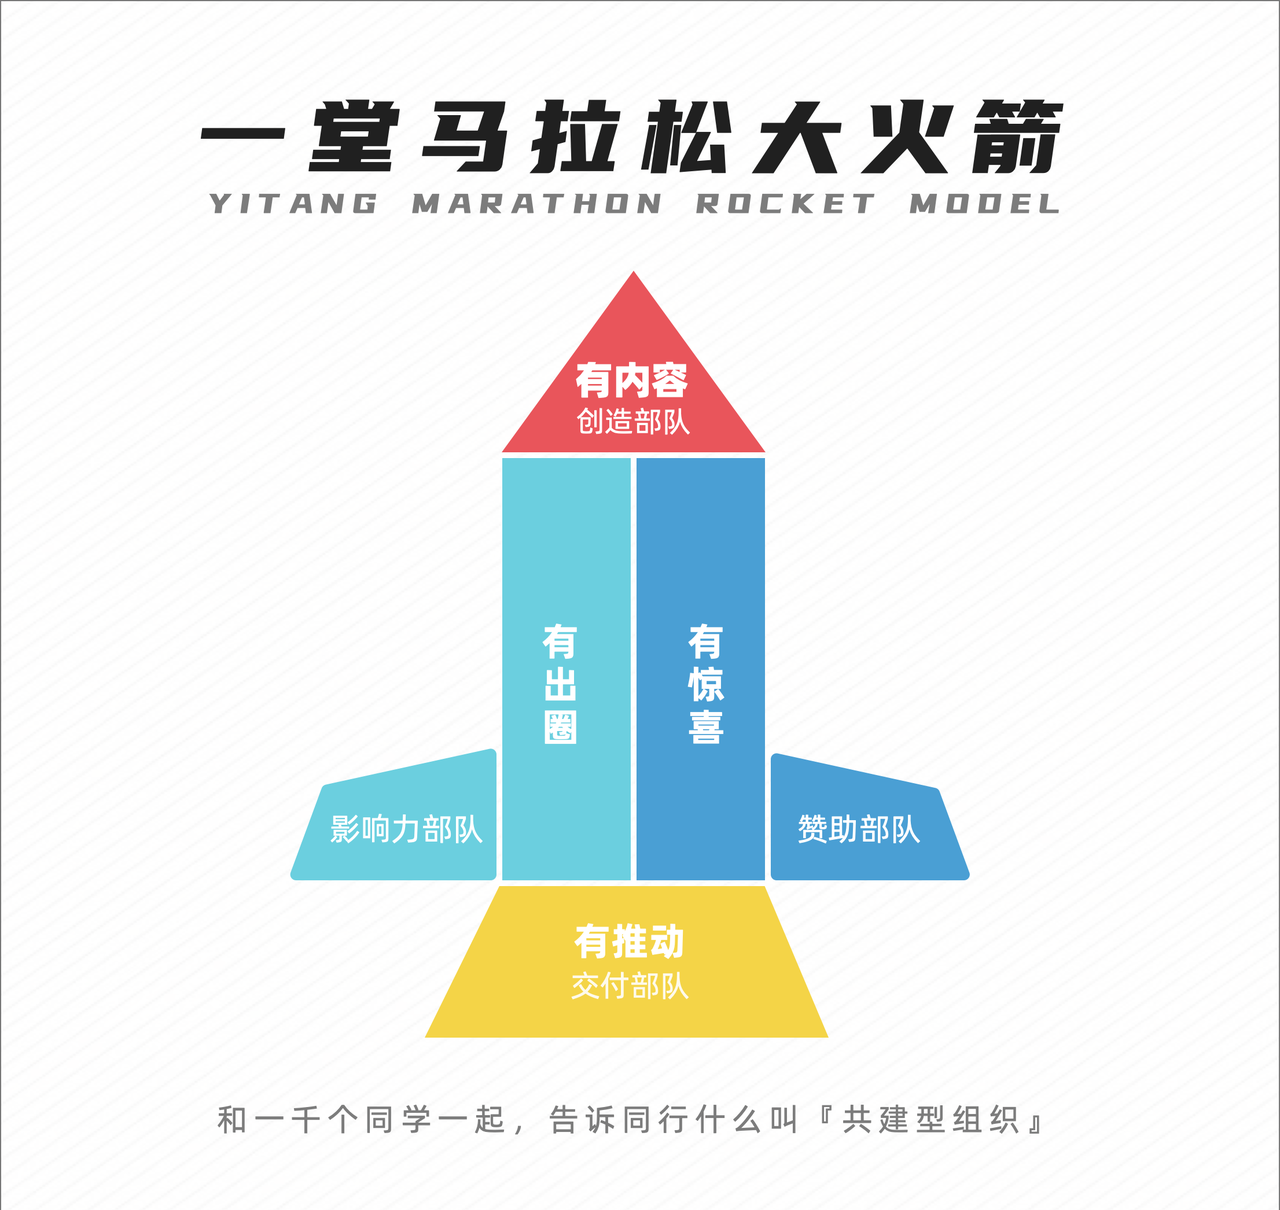 一堂马拉松大火箭
YITANG MARATHON ROCKET MODEL
有内容
创造部队
有出圈
有惊喜
影响力部队
赞助部队
有推动
交付部队
和一千个同学一起，告诉同行什么叫『共建型组织』